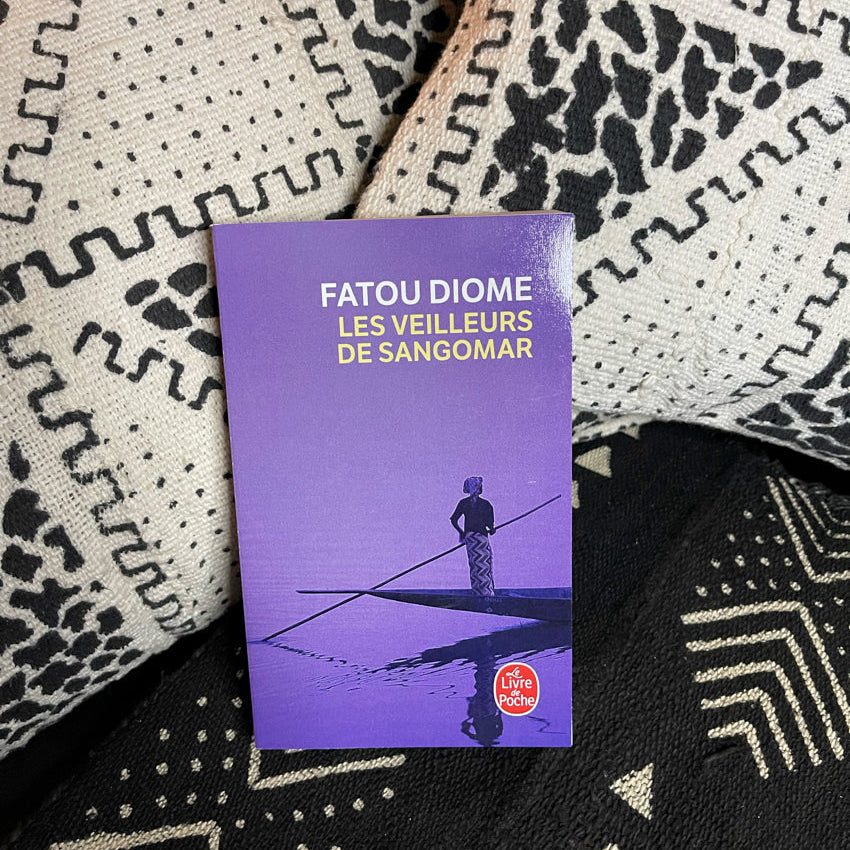 FATOU DIOME
LES VEILLEURS
DE SANGOMAR
Le
Livre
de
Poche